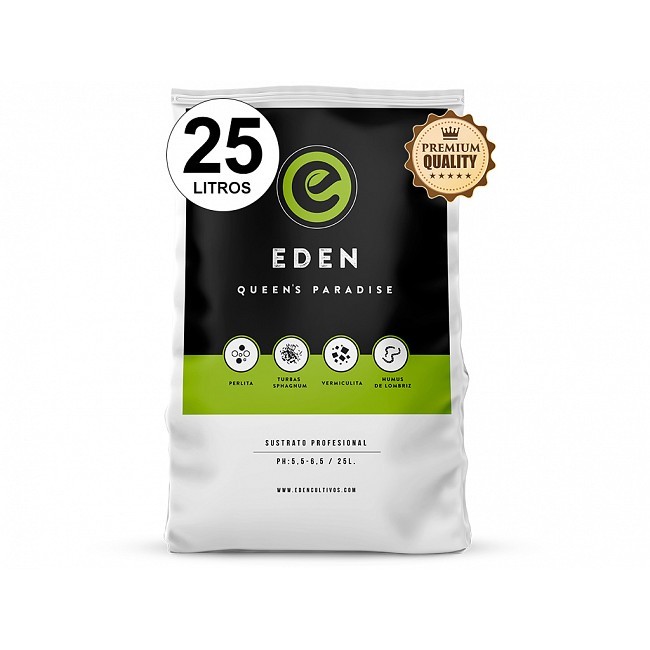 25
LITROS
PREMIUM
QUALITY
e
EDEN
QUEEN'S PARADISE
PERLITA
TURBAS
SPHAGNUM
VERMICULITA
HUMUS
DE LOMBRIZ
SUSTRATO PROFESIONAL
PH:5,5-6,5 / 25L.
WWW.EDENCULTIVOS.COM